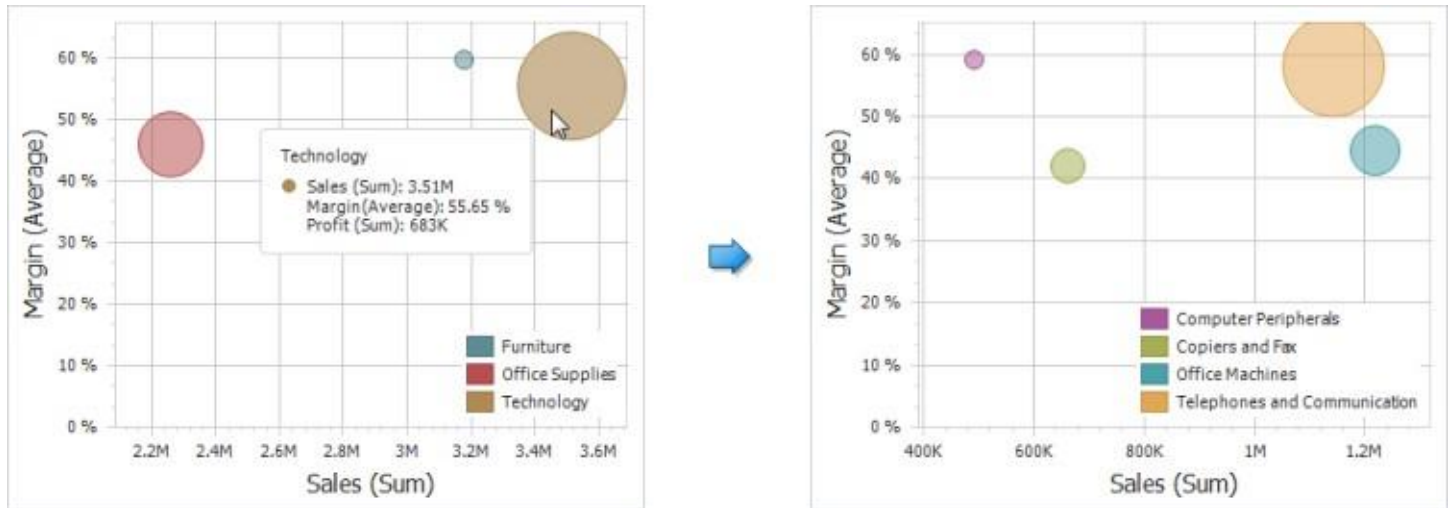 60 %
50 %
40 %
30 %
20 %
10 %
0 %
Margin (Average)
2.2M 2.4M 2.6M 2.8M 3M 3.2M 3.4M 3.6M
Sales (Sum)
Technology
Sales (Sum): 3.51M
Margin(Average): 55.65 %
Profit (Sum): 683K
Furniture
Office Supplies
Technology
60 %
50 %
40 %
30 %
20 %
10 %
0 %
Margin (Average)
400K 600K 800K 1M 1.2M
Sales (Sum)
Computer Peripherals
Copiers and Fax
Office Machines
Telephones and Communication